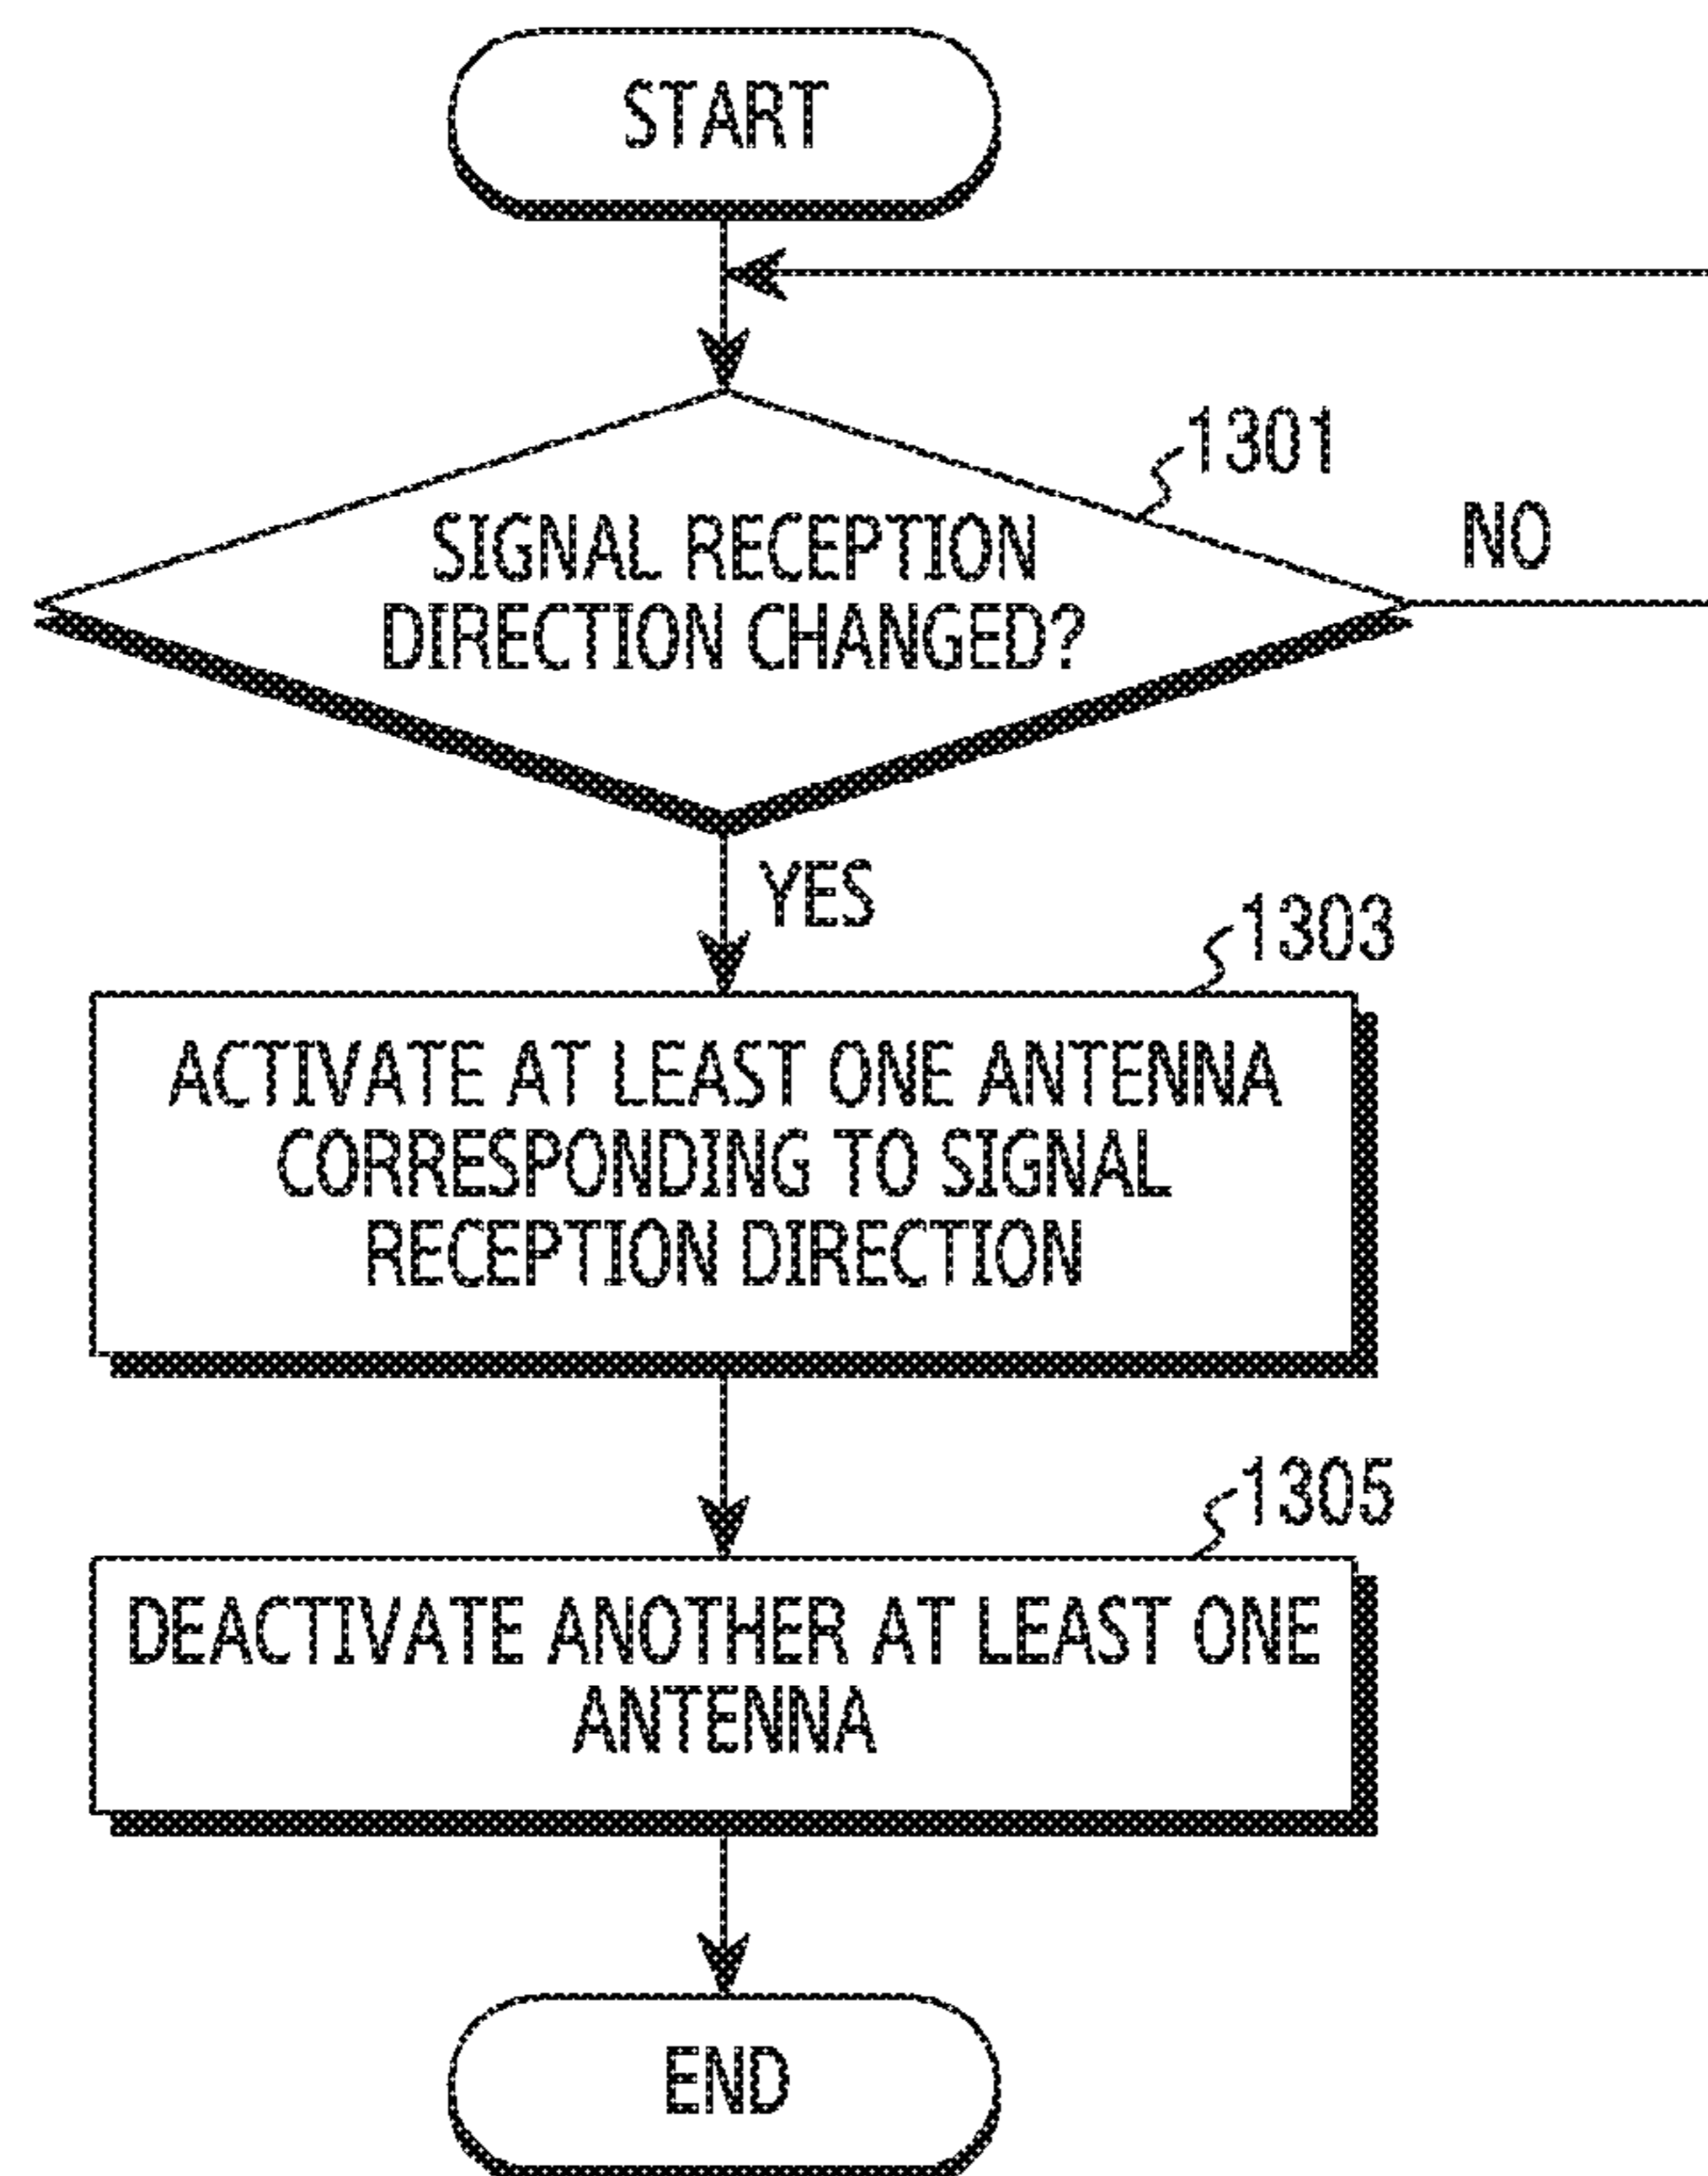 START
1301
SIGNAL RECEPTION
DIRECTION CHANGED?
NO
YES
1303
ACTIVATE AT LEAST ONE ANTENNA
CORRESPONDING TO SIGNAL
RECEPTION DIRECTION
1305
DEACTIVATE ANOTHER AT LEAST ONE
ANTENNA
END